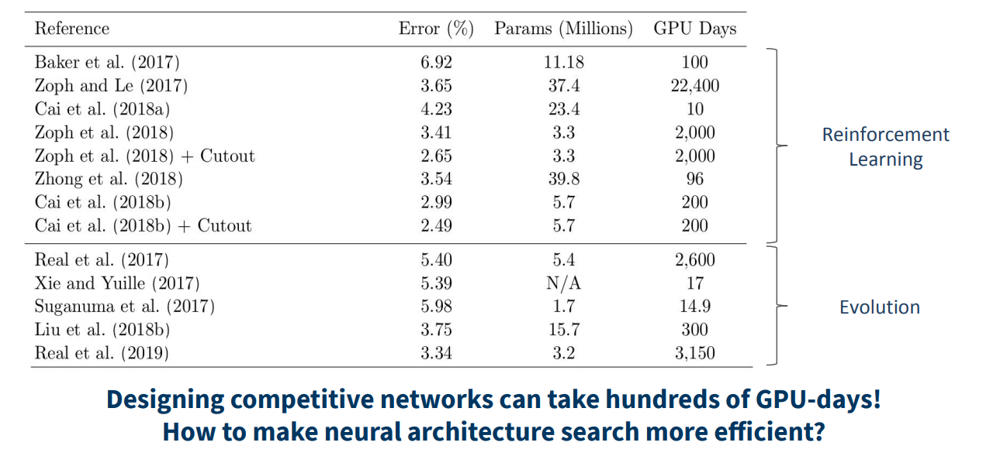 Reference Error (%) Params (Millions) GPU Days
Baker et al. (2017) 6.92 11.18 100
Zoph and Le (2017) 3.65 37.4 22,400
Cai et al. (2018a) 4.23 23.4 10
Zoph et al. (2018) 3.41 3.3 2,000
Zoph et al. (2018) + Cutout 2.65 3.3 2,000
Zhong et al. (2018) 3.54 39.8 96
Cai et al. (2018b) 2.99 5.7 200
Cai et al. (2018b) + Cutout 2.49 5.7 200
Reinforcement
Learning
Real et al. (2017) 5.40 5.4 2,600
Xie and Yuille (2017) 5.39 N/A 17
Suganuma et al. (2017) 5.98 1.7 14.9
Liu et al. (2018b) 3.75 15.7 300
Real et al. (2019) 3.34 3.2 3,150
Evolution
Designing competitive networks can take hundreds of GPU-days!
How to make neural architecture search more efficient?